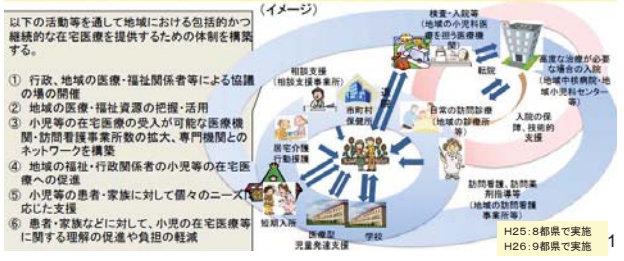 以下の活動等を通して地域における包括的かつ
継続的な在宅医療を提供するための体制を構築
する。
① 行政、地域の医療・福祉関係者等による協議
の場の開催
② 地域の医療・福祉資源の把握・活用
③ 小児等の在宅医療の受入が可能な医療機
関・訪問看護事業所数の拡大、専門機関との
ネットワークを構築
④ 地域の福祉・行政関係者の小児等の在宅医
療への促進
⑤ 小児等の患者・家族に対して個々のニーズに
応じた支援
⑥ 患者・家族などに対して、小児の在宅医療等
に関する理解の促進や負担の軽減
(イメージ)
検査・入院等
(地域の小児科医
療を担う医療機
関)
転院
高度な治療が必要
な場合の入院
(地域中核病院・地
域小児科センター
等)
相談支援
(相談支援事業所)
市町村
保健所
退院
日常の訪問診療
(地域の診療所
等)
入院の保
障、技術的
支援
居宅介護
行動援護
訪問看護、訪問薬
剤指導等
(地域の訪問看護
事業所等)
短期入所
医療型
児童発達支援
学校
H25:8都県で実施
H26:9都県で実施
1